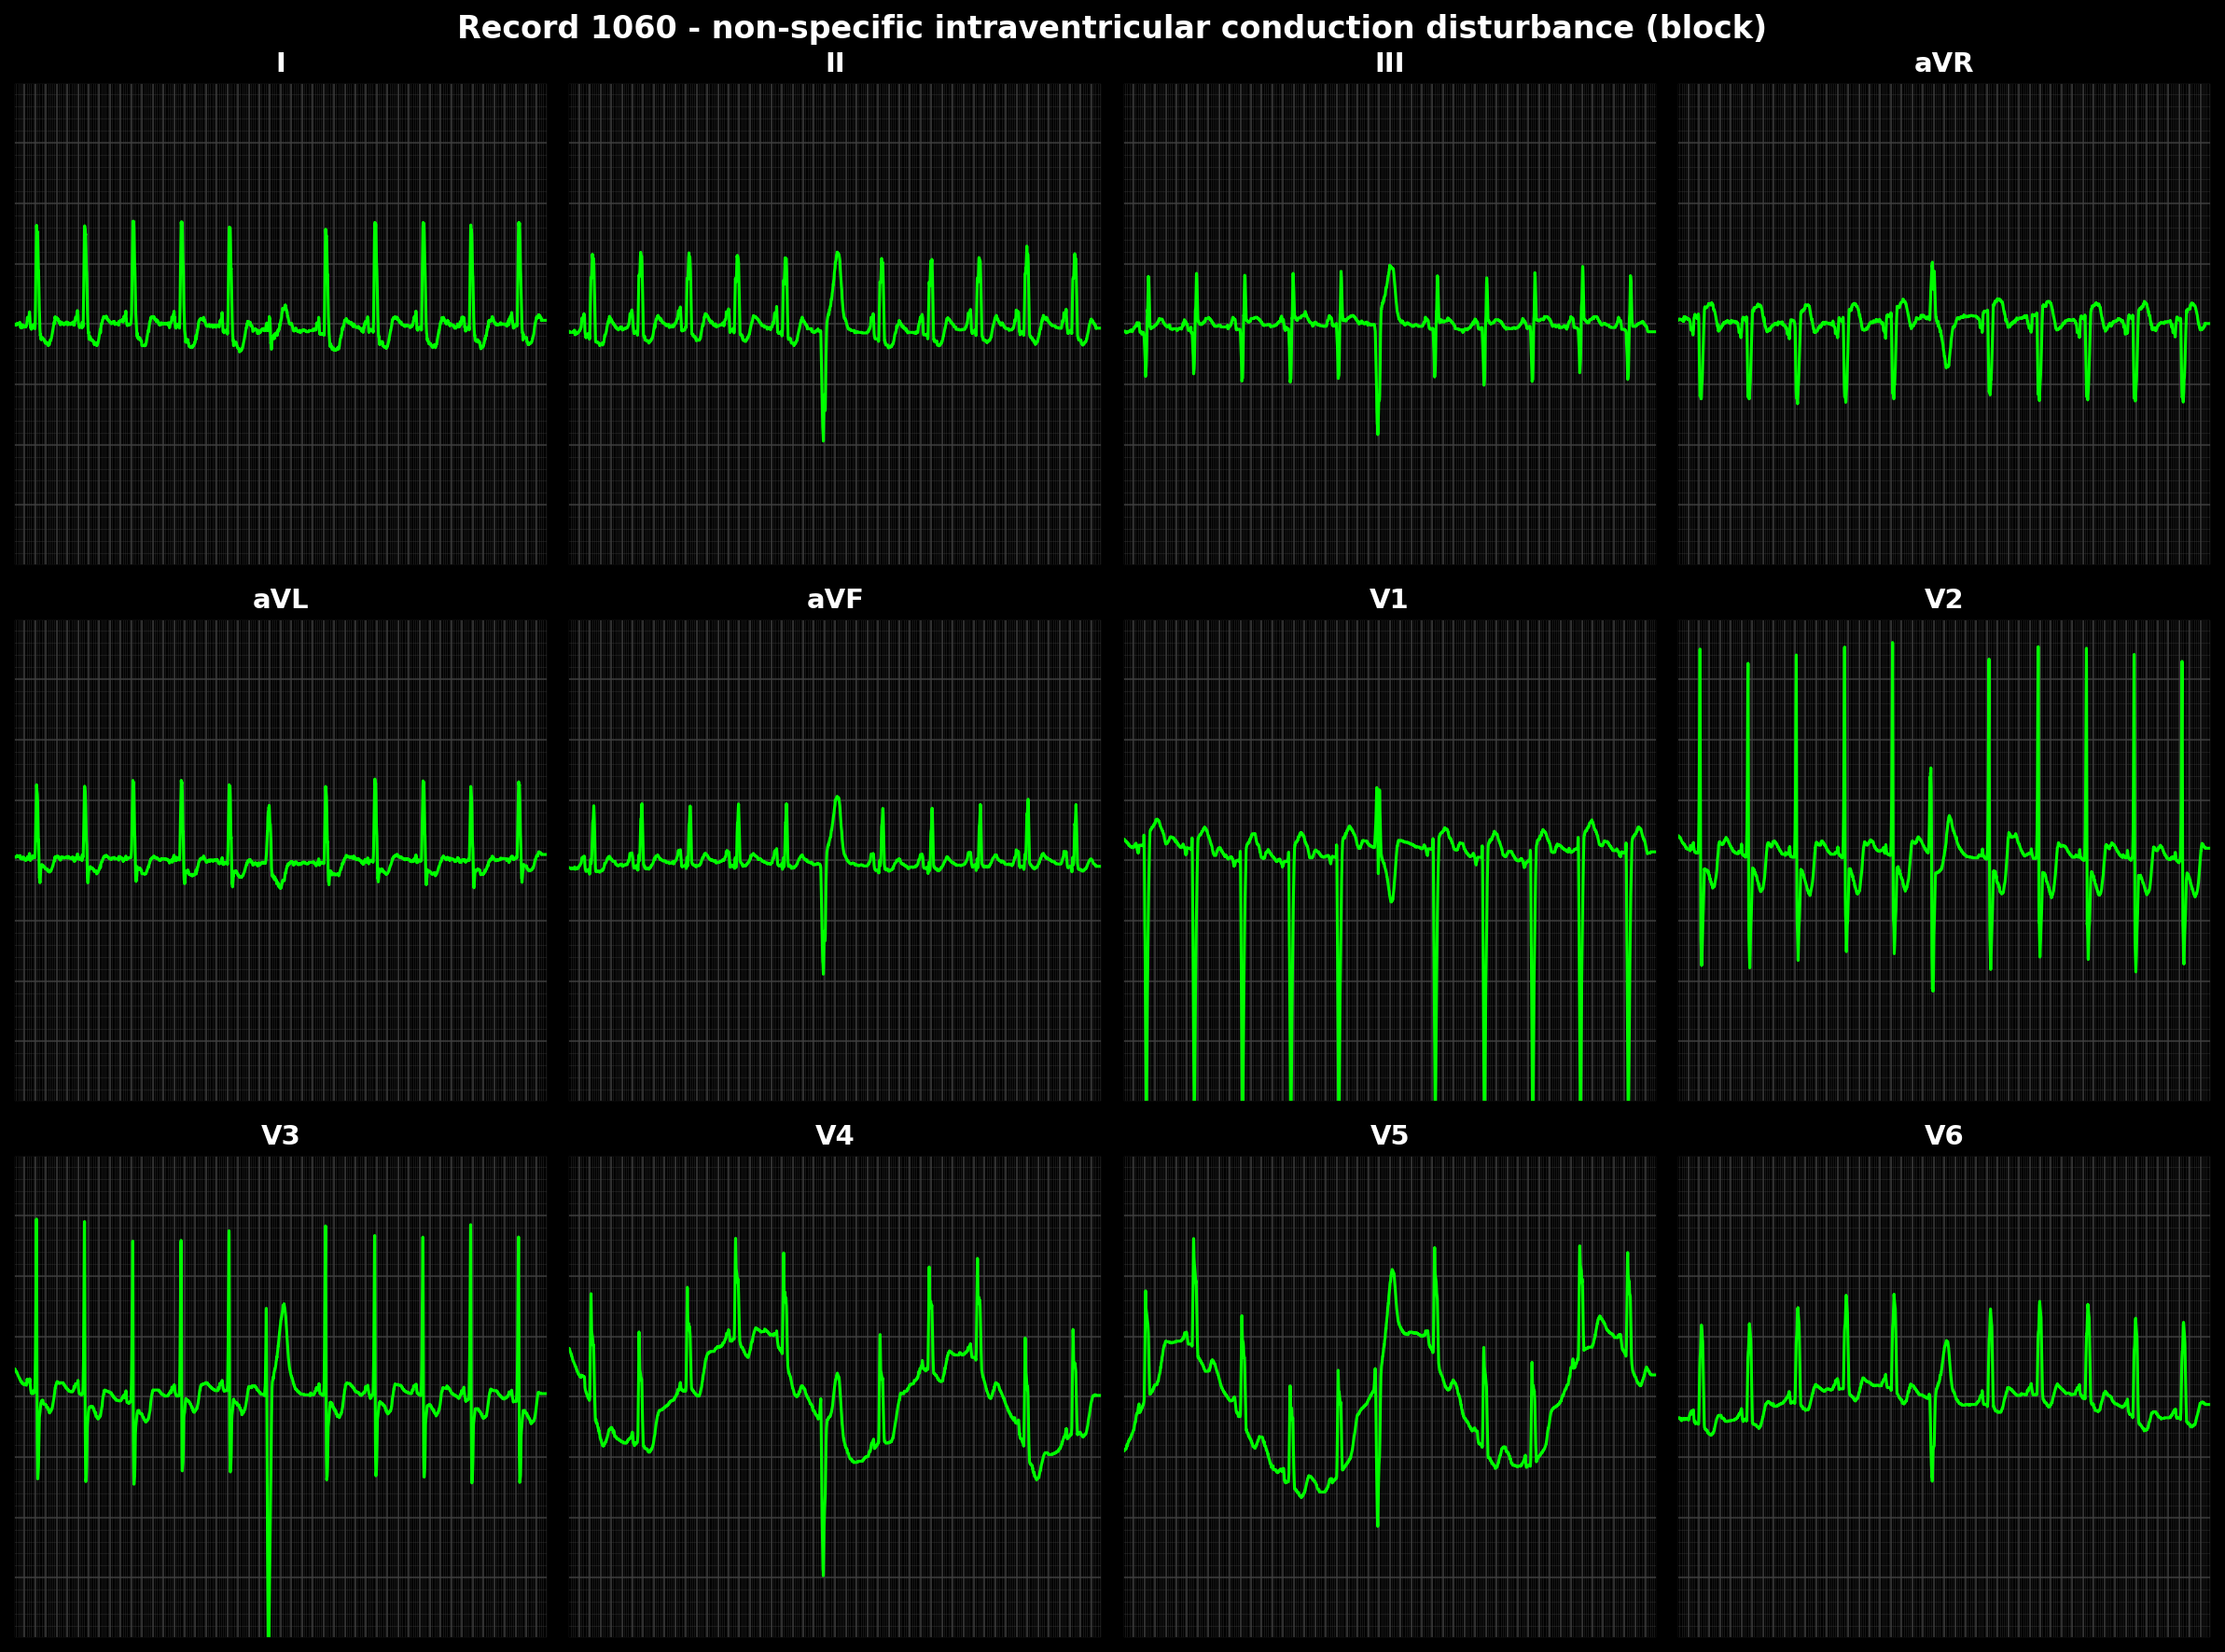 Record 1060 - non-specific intraventricular conduction disturbance (block)
I
II
III
aVR
aVL
aVF
V1
V2
V3
V4
V5
V6